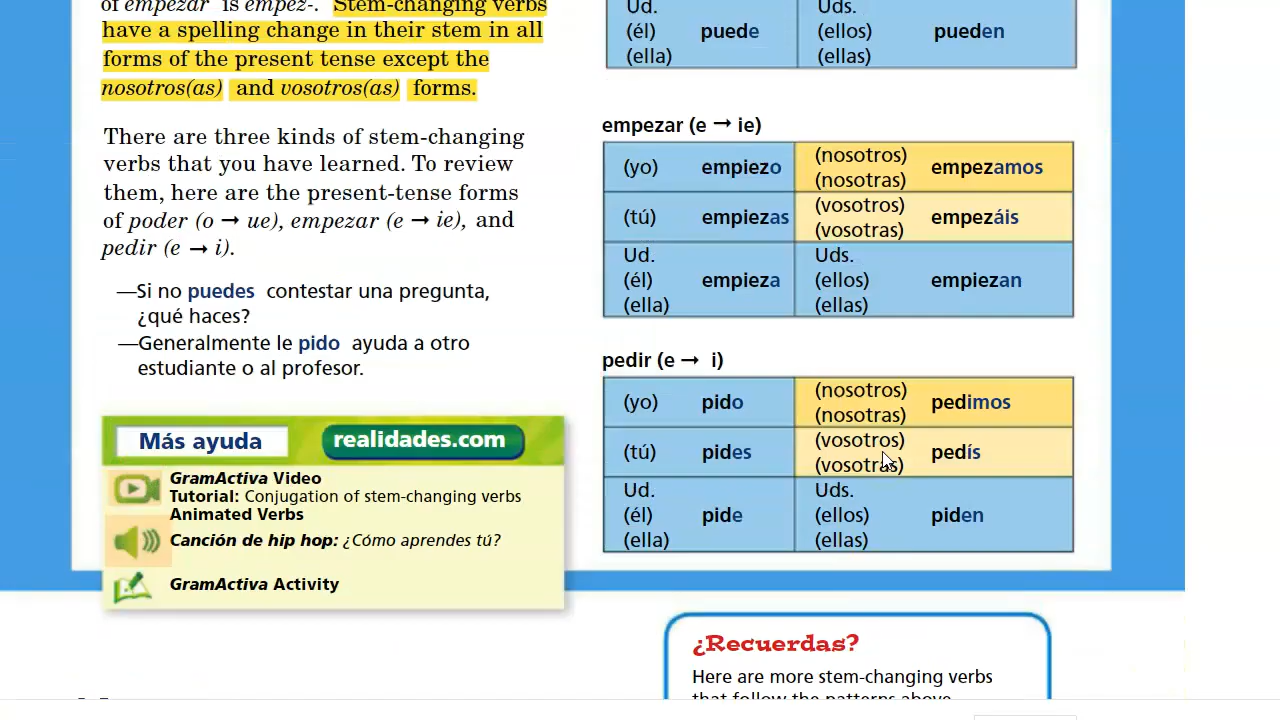 of empezar is empez-. Stem-changing verbs
have a spelling change in their stem in all
forms of the present tense except the
nosotros(as) and vosotros(as) forms.
There are three kinds of stem-changing
verbs that you have learned. To review
them, here are the present-tense forms
of poder (o → ue), empezar (e → ie), and
pedir (e → i).
—Si no puedes contestar una pregunta,
¿qué haces?
—Generalmente le pido ayuda a otro
estudiante o al profesor.
Más ayuda realidades.com
GramActiva Video
Tutorial: Conjugation of stem-changing verbs
Animated Verbs
Canción de hip hop: ¿Cómo aprendes tú?
GramActiva Activity
Ud. Uds.
(él) puede (ellos) pueden
(ella) (ellas)
empezar (e → ie)
(yo) empiezo (nosotros) empezamos
(nosotras)
(tú) empiezas (vosotros) empezáis
(vosotras)
Ud. Uds.
(él) empieza (ellos) empiezan
(ella) (ellas)
pedir (e → i)
(yo) pido (nosotros) pedimos
(nosotras)
(tú) pides (vosotros) pedís
(vosotras)
Ud. Uds.
(él) pide (ellos) piden
(ella) (ellas)
¿Recuerdas?
Here are more stem-changing verbs
that follow the patterns above